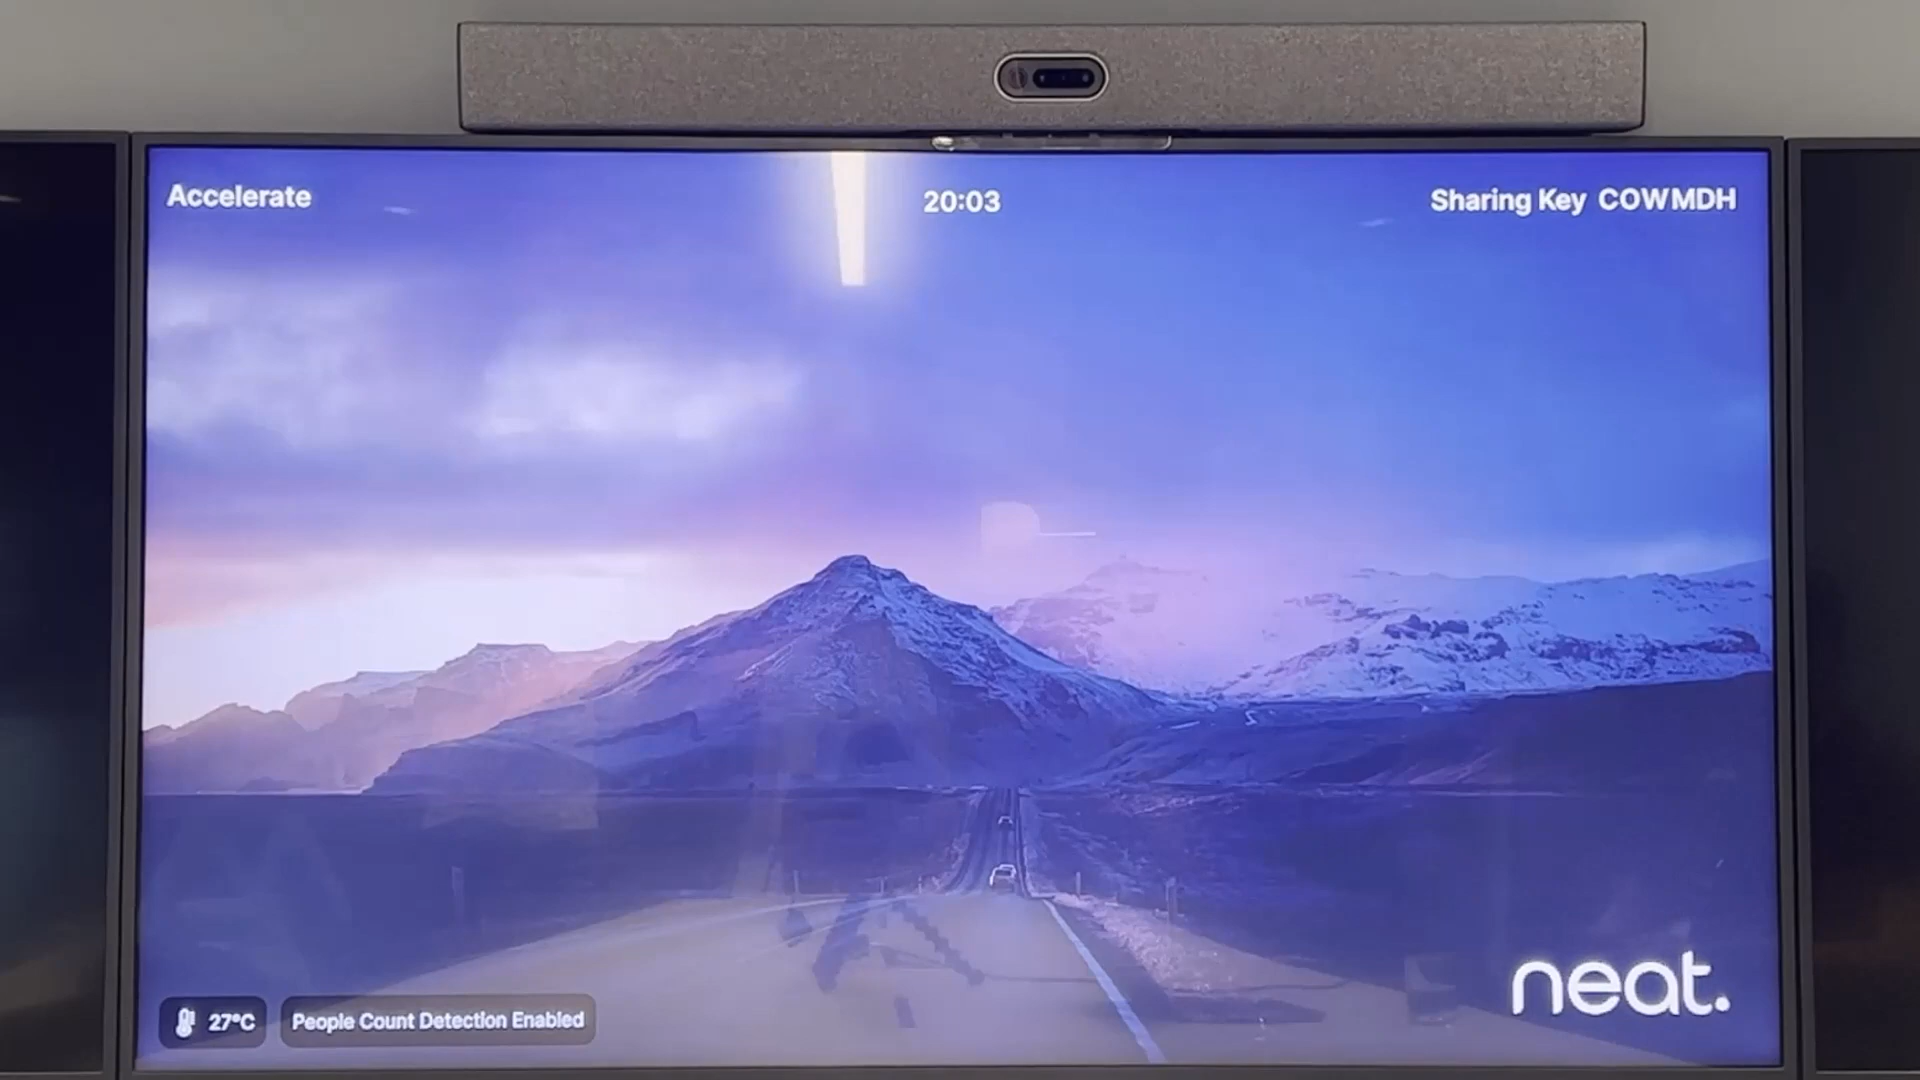 Accelerate
20:03
Sharing Key COWMDH
neat.
27°C
People Count Detection Enabled